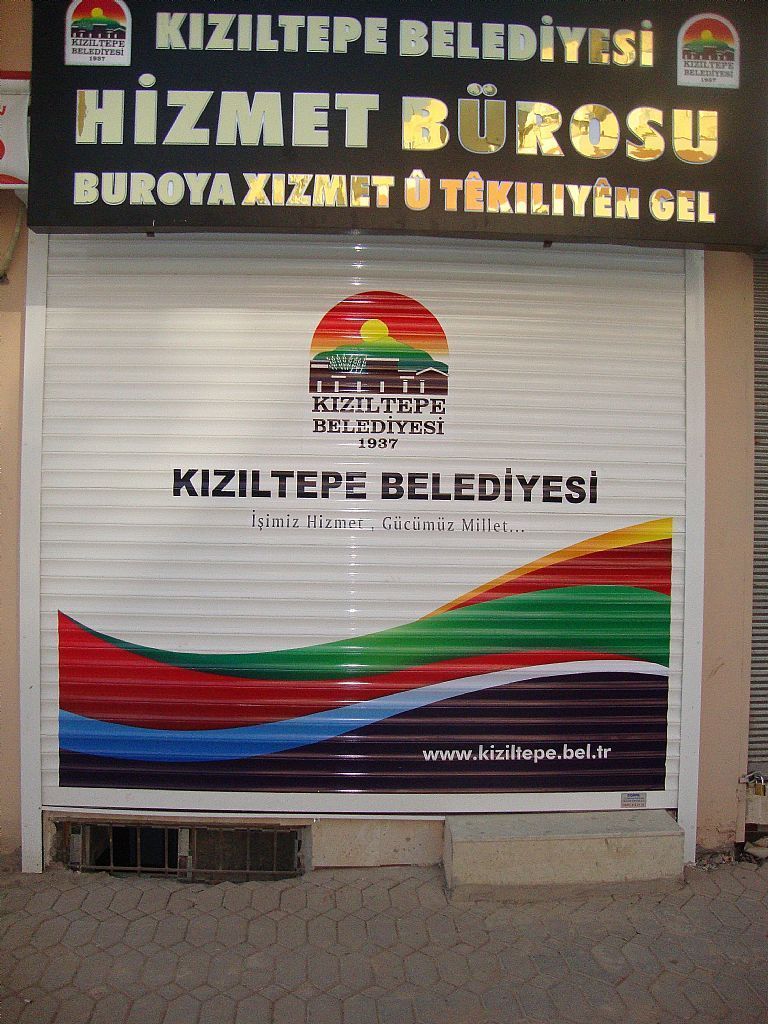 KIZILTEPE BELEDİYESİ
KIZILTEPE
BELEDİYESİ
1937
KIZILTEPE
BELEDİYESİ
1937
HİZMET BÜROSU
BUROYA XIZMET Û TÊKILIYÊN GEL
KIZILTEPE
BELEDİYESİ
1937
KIZILTEPE BELEDİYESİ
İşimiz Hizmet , Gücümüz Millet...
www.kiziltepe.bel.tr